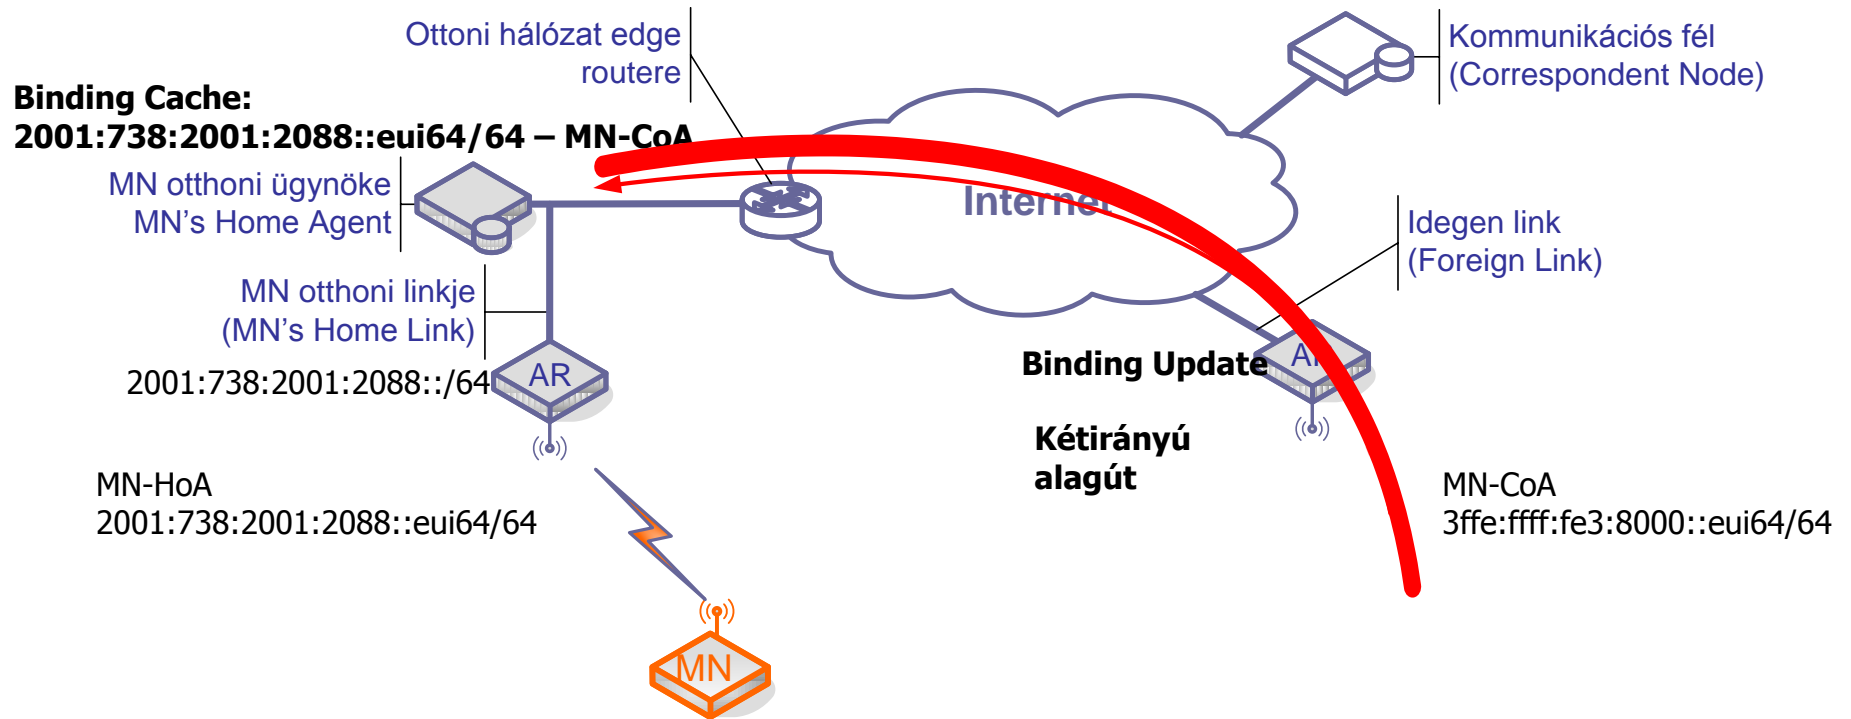 Ottoni hálózat edge
routere
Kommunikációs fél
(Correspondent Node)
Binding Cache:
2001:738:2001:2088::eui64/64 – MN-CoA
MN otthoni ügynöke
MN's Home Agent
Internet
Idegen link
(Foreign Link)
MN otthoni linkje
(MN's Home Link)
2001:738:2001:2088::/64
AR
Binding Update
Kétirányú
alagút
MN-HoA
2001:738:2001:2088::eui64/64
MN-CoA
3ffe:ffff:fe3:8000::eui64/64
MN